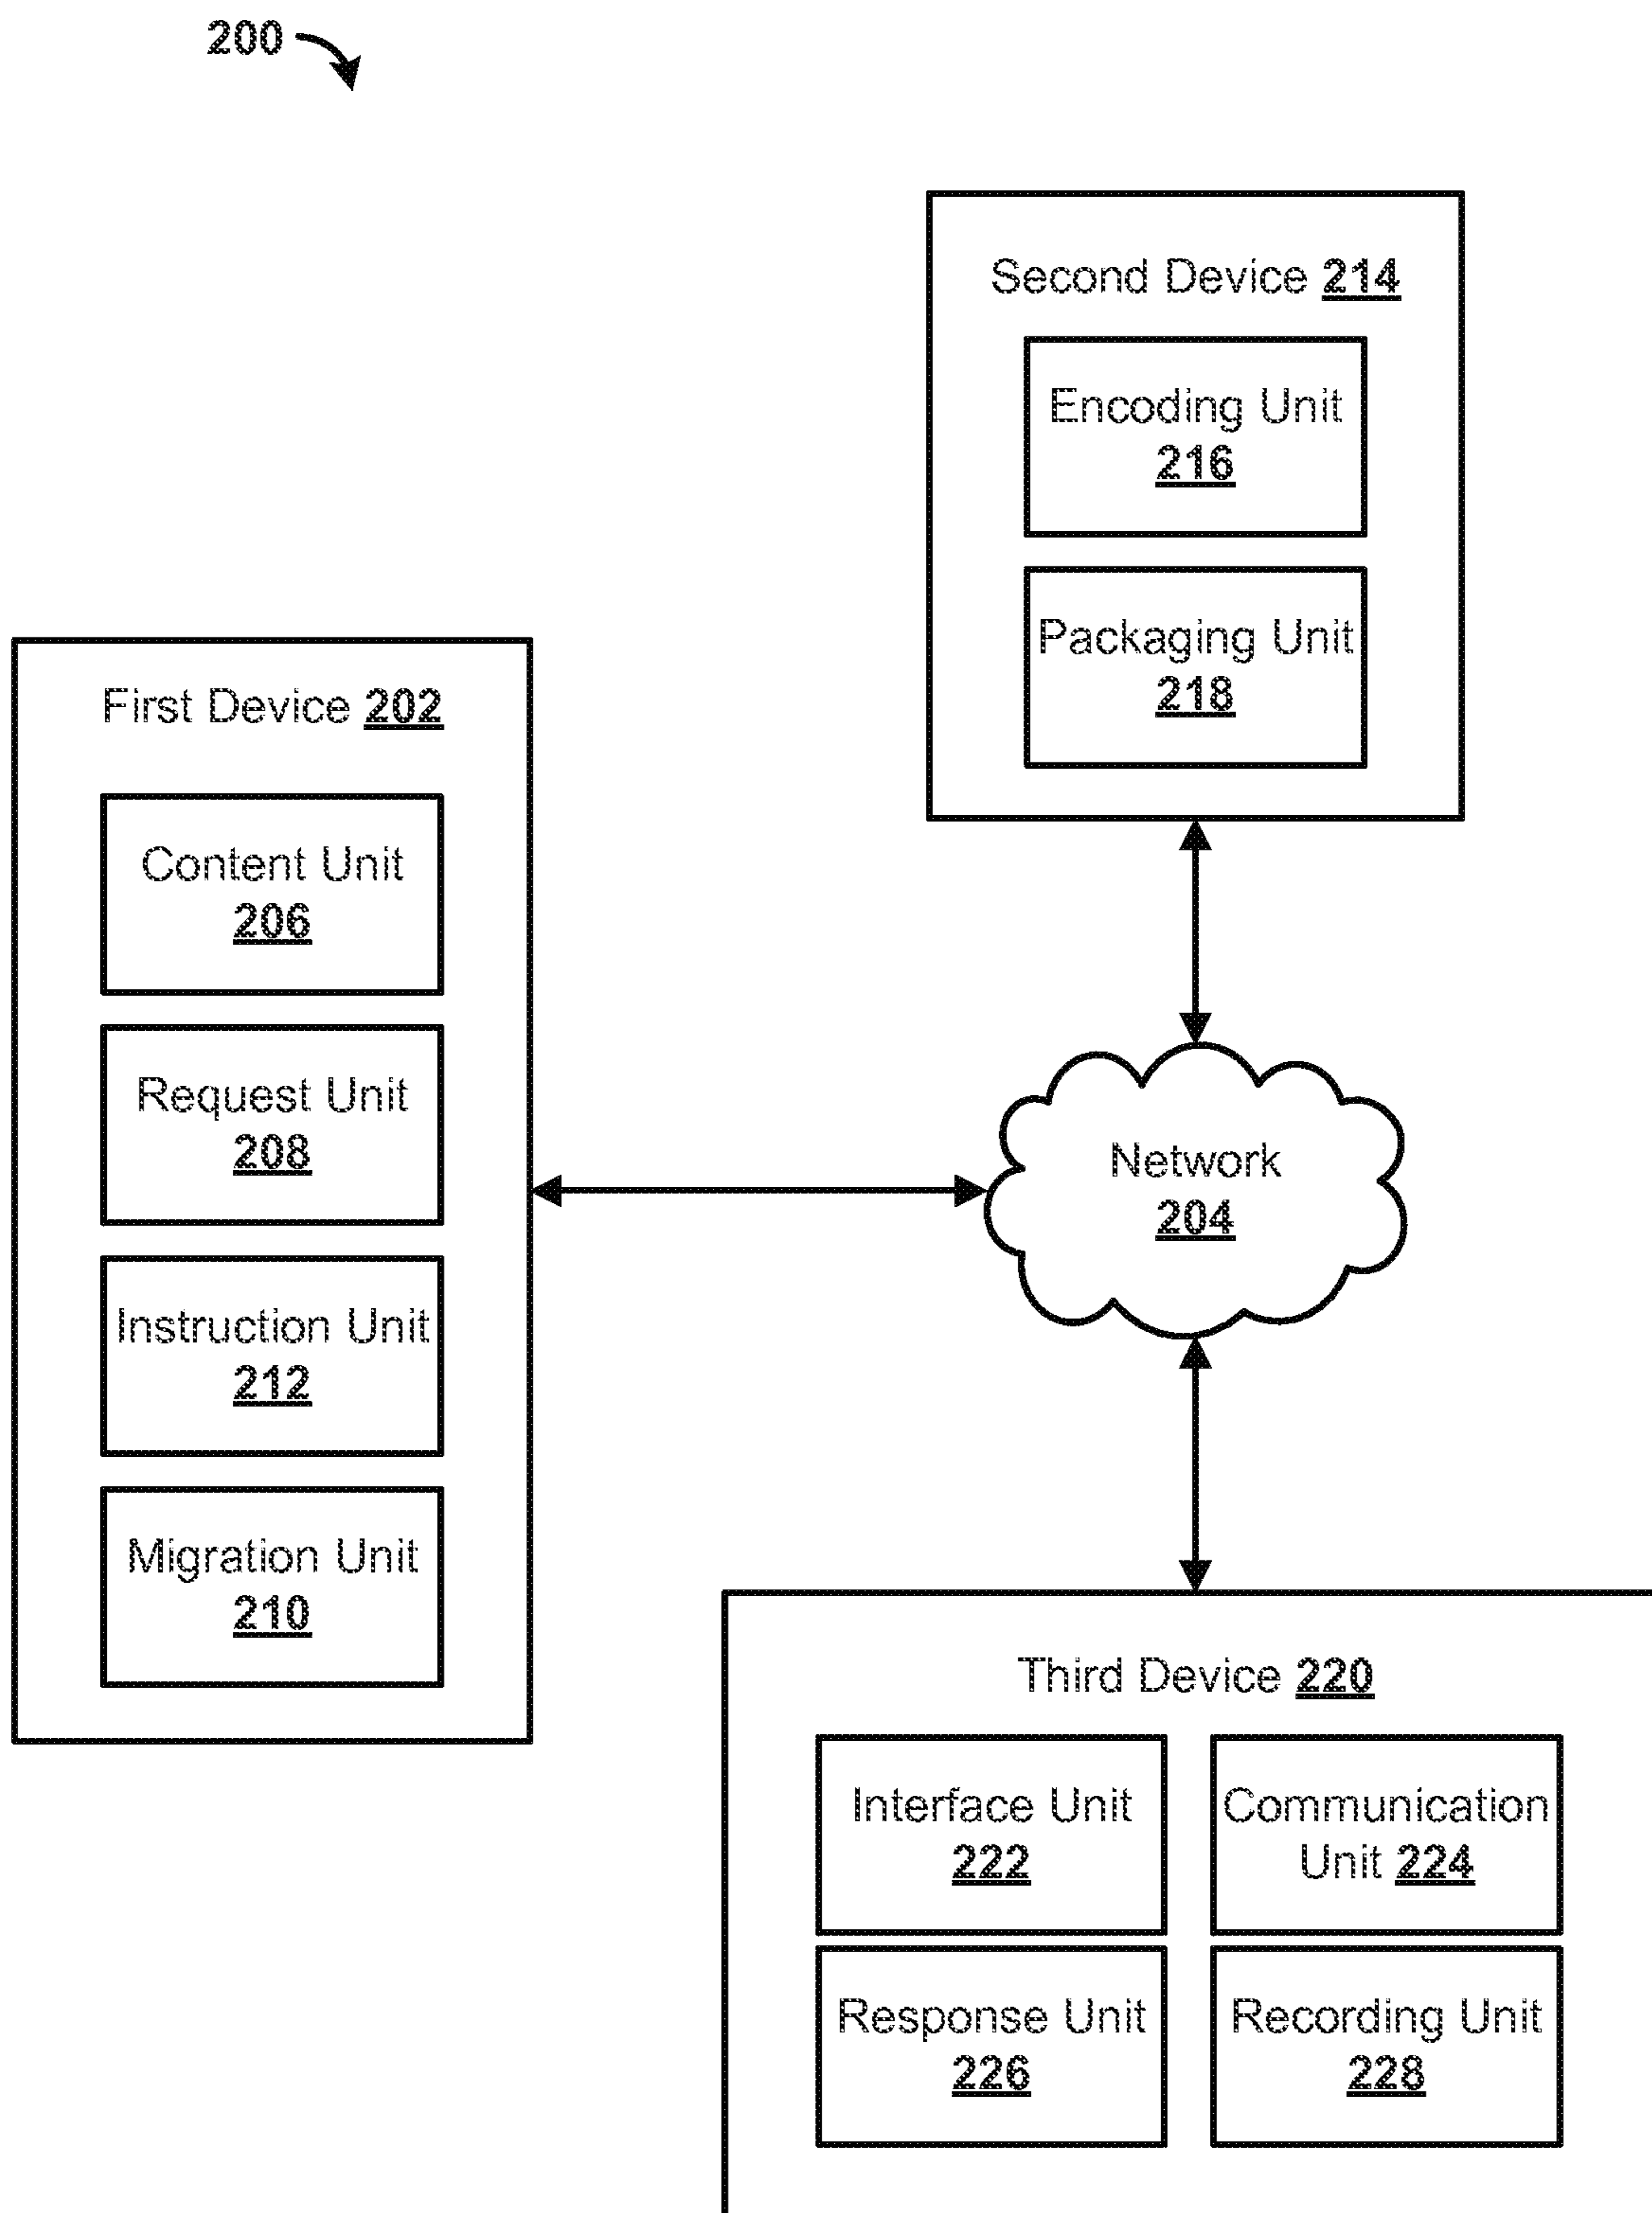 200
Second Device 214
Encoding Unit
216
Packaging Unit
218
First Device 202
Content Unit
206
Request Unit
208
Instruction Unit
212
Migration Unit
210
Network
204
Third Device 220
Interface Unit
222
Communication
Unit 224
Response Unit
226
Recording Unit
228